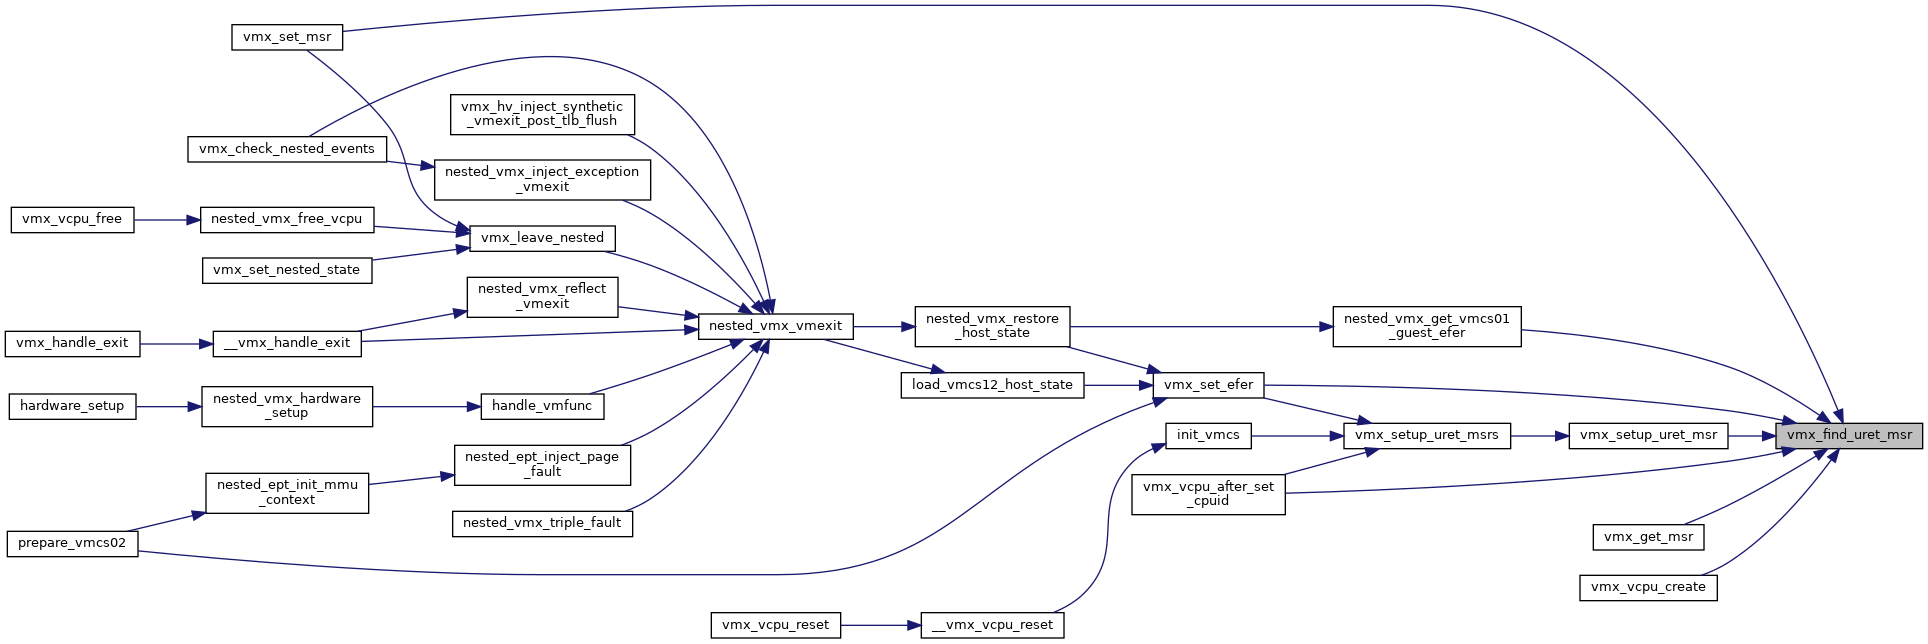 vmx_set_msr
vmx_hv_inject_synthetic
_vmexit_post_tlb_flush
vmx_check_nested_events
nested_vmx_inject_exception
_vmexit
vmx_vcpu_free
nested_vmx_free_vcpu
vmx_leave_nested
vmx_set_nested_state
nested_vmx_reflect
_vmexit
vmx_handle_exit
__vmx_handle_exit
nested_vmx_vmexit
nested_vmx_restore
_host_state
nested_vmx_get_vmcs01
_guest_efer
load_vmcs12_host_state
vmx_set_efer
hardware_setup
nested_vmx_hardware
_setup
handle_vmfunc
init_vmcs
vmx_setup_uret_msrs
vmx_setup_uret_msr
vmx_find_uret_msr
nested_ept_inject_page
_fault
nested_ept_init_mmu
_context
vmx_vcpu_after_set
_cpuid
nested_vmx_triple_fault
prepare_vmcs02
vmx_get_msr
vmx_vcpu_create
vmx_vcpu_reset
__vmx_vcpu_reset